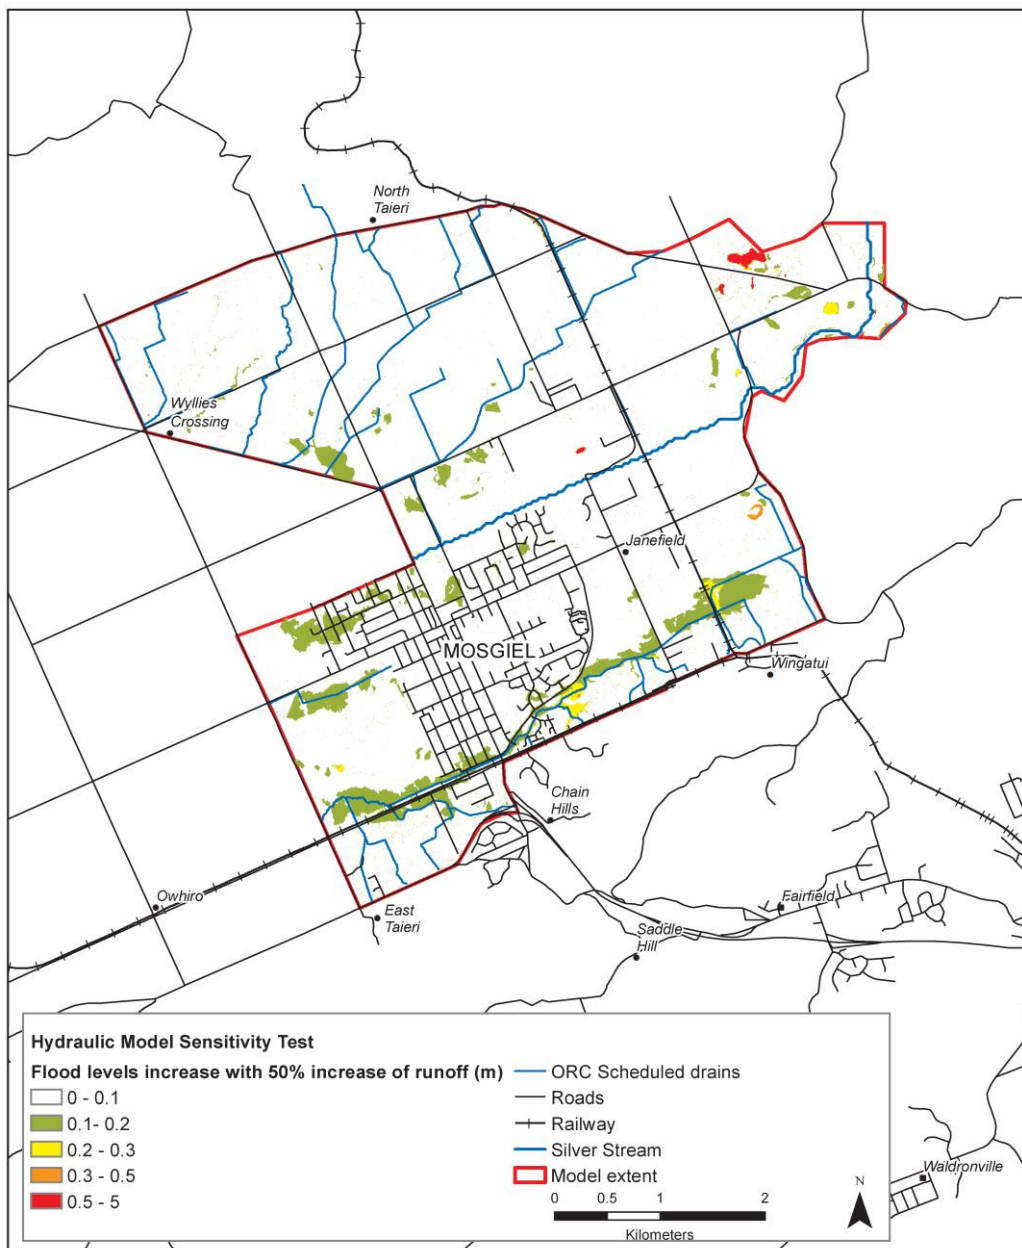 North
Taieri
Wyllies
Crossing
Janefield
MOSGIEL
Wingatui
Chain
Hills
Owhiro
East
Taieri
Fairfield
Saddle
Hill
Waldronville
Hydraulic Model Sensitivity Test
Flood levels increase with 50% increase of runoff (m)
0 - 0.1
0.1- 0.2
0.2 - 0.3
0.3 - 0.5
0.5 - 5
ORC Scheduled drains
Roads
Railway
Silver Stream
Model extent
0 0.5 1 2
Kilometers
N